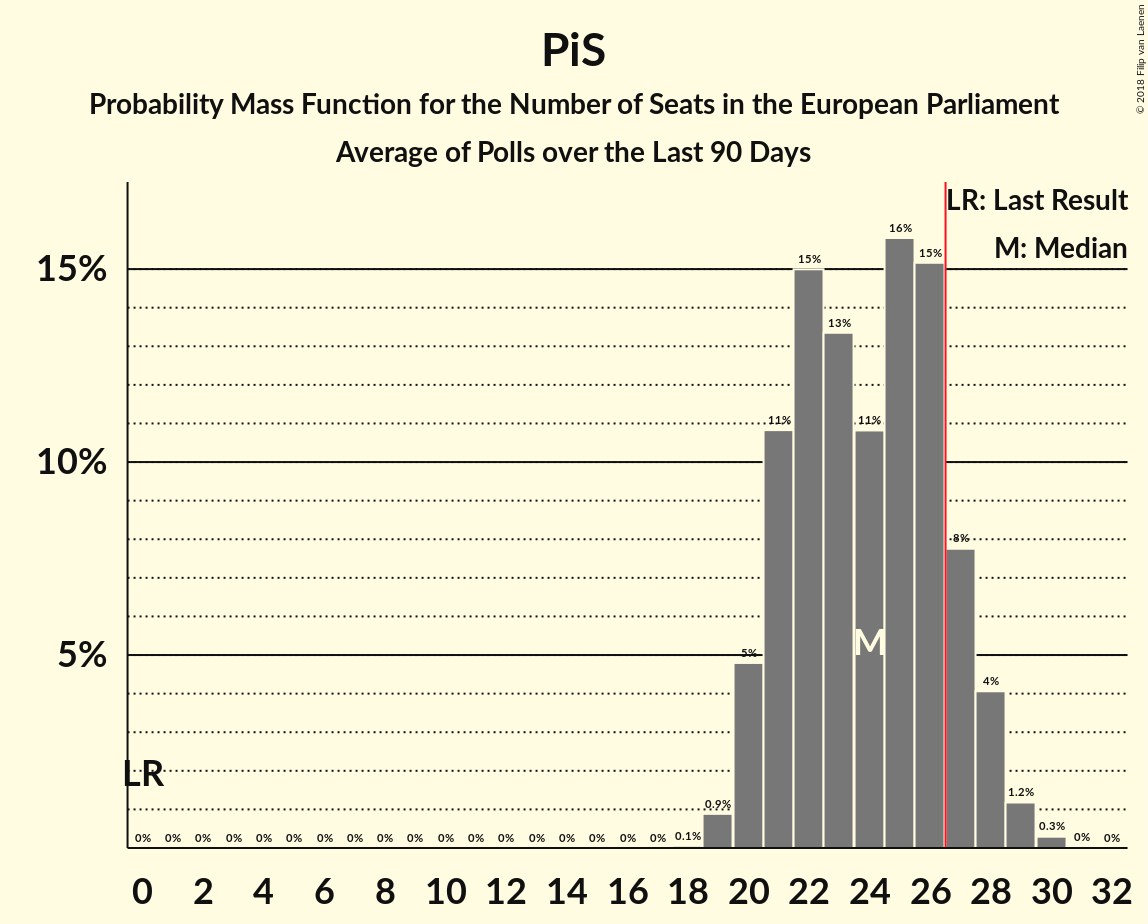 © 2018 Filip van Laenen
PiS
Probability Mass Function for the Number of Seats in the European Parliament
Average of Polls over the Last 90 Days
LR: Last Result
M: Median
15%
10%
5%
16%
15%
15%
13%
11%
11%
8%
5%
4%
M
LR
0.9%
1.2%
0.3%
0% 0% 0% 0% 0% 0% 0% 0% 0% 0% 0% 0% 0% 0% 0% 0% 0% 0% 0.1% 0% 0%
0 2 4 6 8 10 12 14 16 18 20 22 24 26 28 30 32